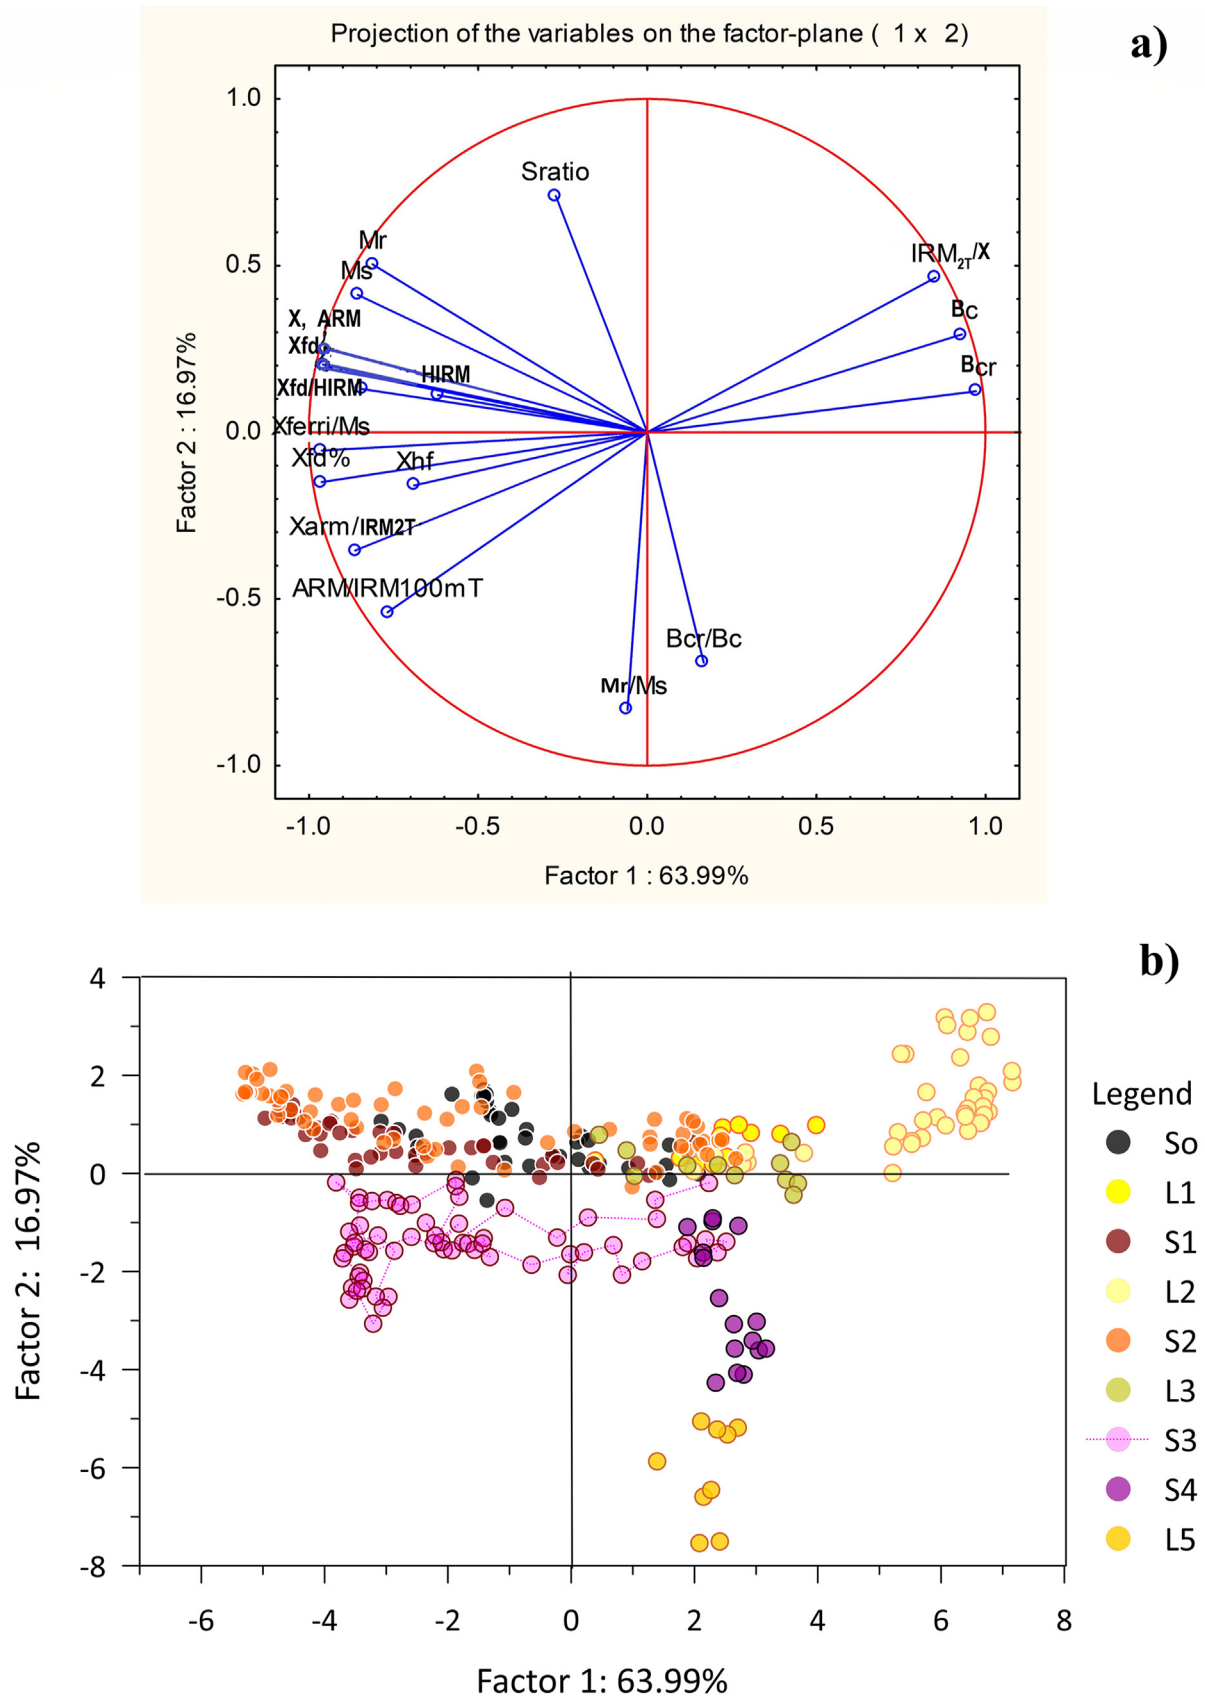 Projection of the variables on the factor-plane ( 1 x 2)
a)
1.0
Sratio
Mr
0.5
Ms
IRM2T/X
X, ARM
Bc
Xfd/
HIRM
Bcr
Xfd/HIRM
Xferri/Ms
0.0
Xfd%
Xhf
Factor 2 : 16.97%
Xarm/IRM2T
ARM/IRM100mT
-0.5
Bcr/Bc
Mr/Ms
-1.0
-1.0 -0.5 0.0 0.5 1.0
Factor 1 : 63.99%
b)
4
2
0
-2
-4
-6
-8
Factor 2: 16.97%
-6 -4 -2 0 2 4 6 8
Factor 1: 63.99%
Legend
So
L1
S1
L2
S2
L3
S3
S4
L5